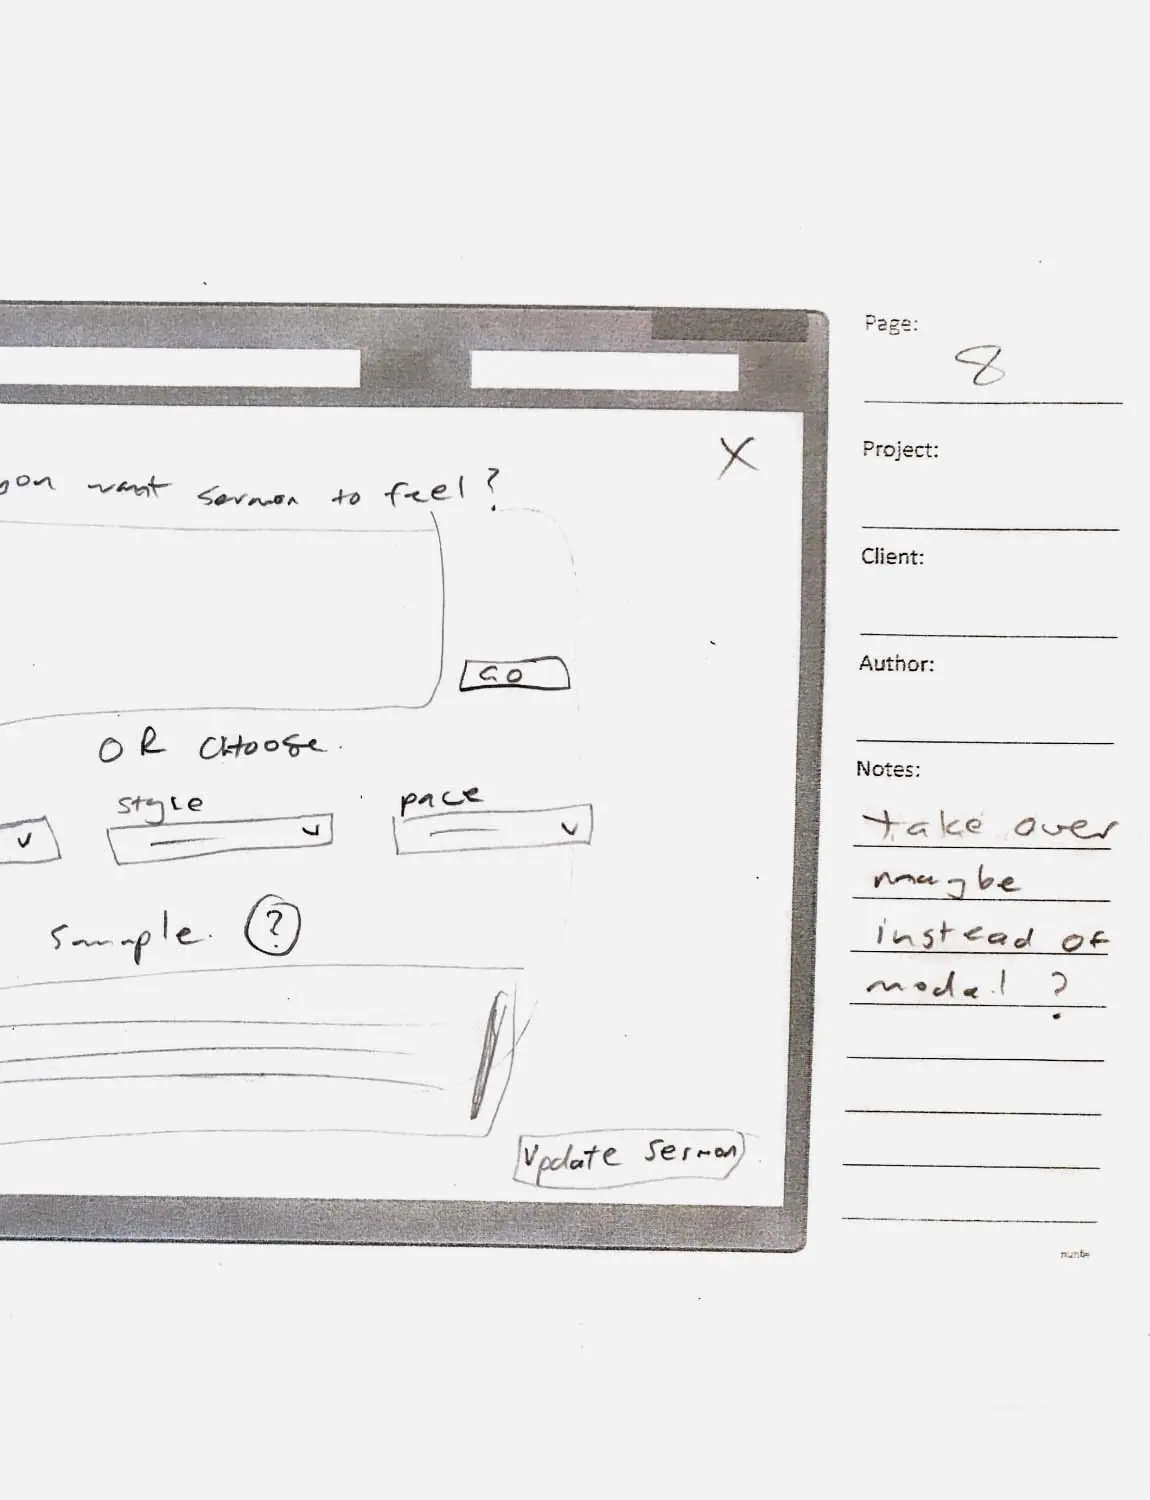 Page:
8
Project:
you want sermon to feel?
X
Client:
GO
Author:
OR CHOOSE.
Notes:
style
pace
take over
maybe
instead of
modal?
sample. ?
Update Sermon